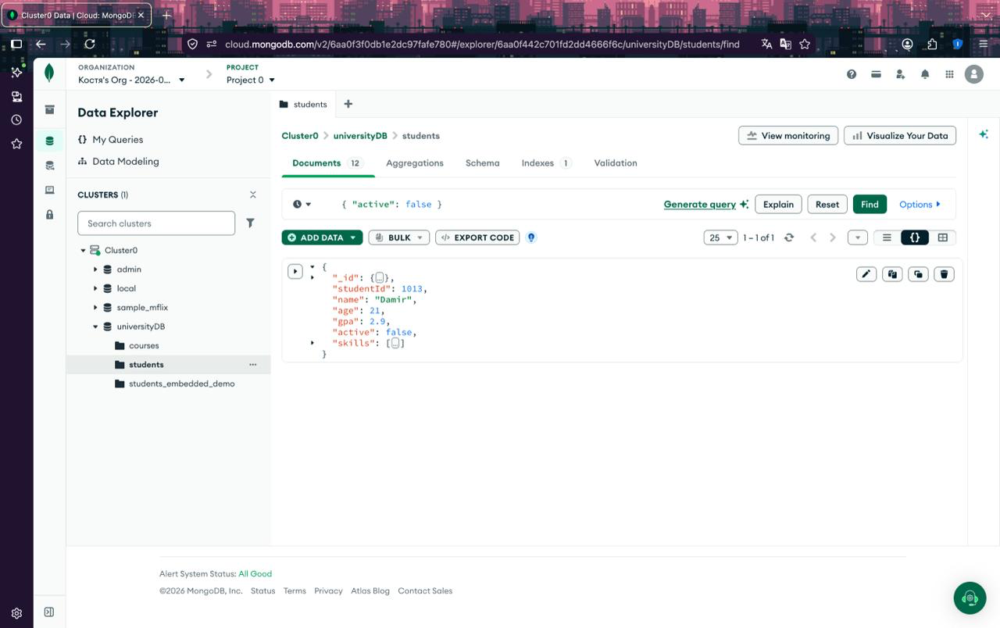 Cluster0 Data | Cloud: MongoDB
cloud.mongodb.com/v2/6aa0f3f0db1e2dc97fafe780#/explorer/6aa0f442c701fd2dd4666f6c/universityDB/students/find
ORGANIZATION
Костя's Org - 2026-0...
PROJECT
Project 0
Data Explorer
My Queries
Data Modeling
CLUSTERS (1)
Search clusters
Cluster0
admin
local
sample_mflix
universityDB
courses
students
students_embedded_demo
students
Cluster0 > universityDB > students
View monitoring
Visualize Your Data
Documents 12
Aggregations
Schema
Indexes 1
Validation
{ "active": false }
Generate query
Explain
Reset
Find
Options
ADD DATA
BULK
EXPORT CODE
25
1 – 1 of 1
{
"_id": {…},
"studentId": 1013,
"name": "Damir",
"age": 21,
"gpa": 2.9,
"active": false,
"skills": […]
}
Alert System Status: All Good
©2026 MongoDB, Inc. Status Terms Privacy Atlas Blog Contact Sales